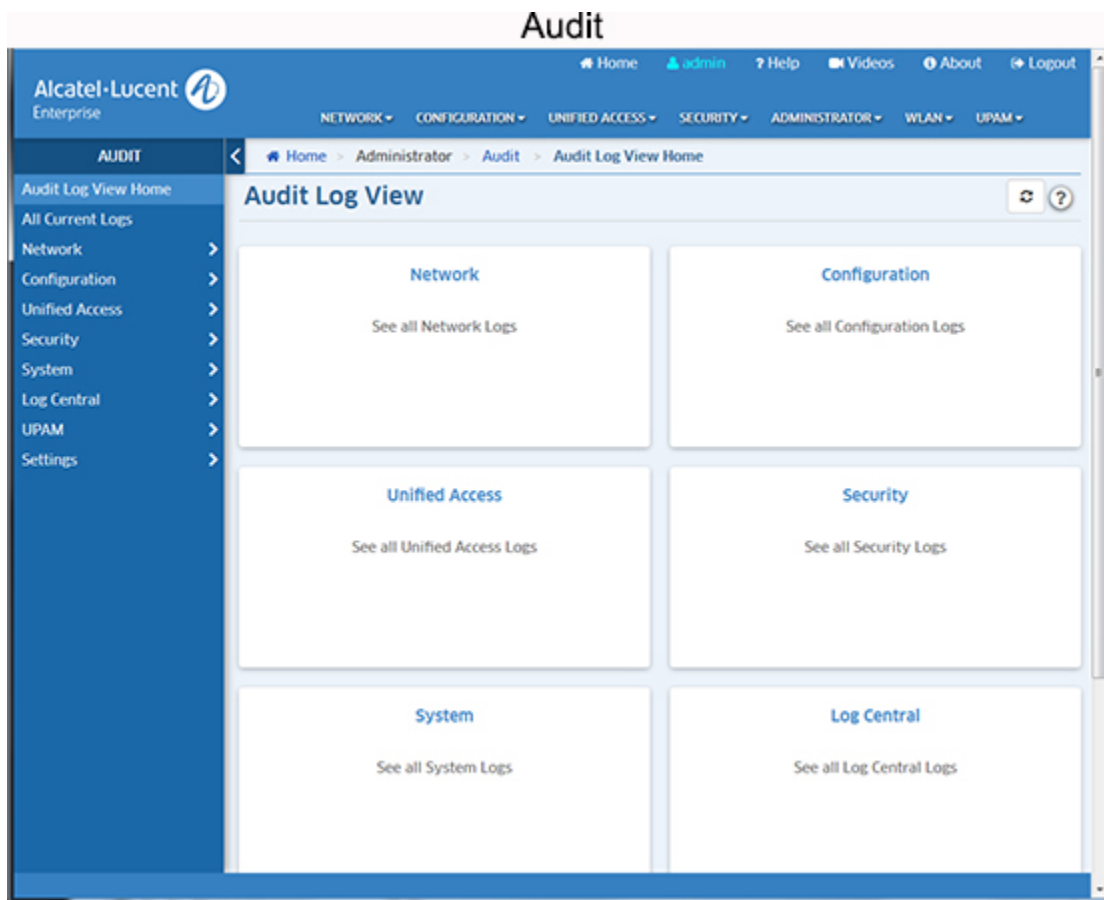 Audit
Home admin ? Help Videos About Logout
Alcatel·Lucent
Enterprise
NETWORK CONFIGURATION UNIFIED ACCESS SECURITY ADMINISTRATOR WLAN UPAM
AUDIT
Home > Administrator > Audit > Audit Log View Home
Audit Log View Home
All Current Logs
Network
Configuration
Unified Access
Security
System
Log Central
UPAM
Settings
Audit Log View
?
Network
See all Network Logs
Configuration
See all Configuration Logs
Unified Access
See all Unified Access Logs
Security
See all Security Logs
System
See all System Logs
Log Central
See all Log Central Logs